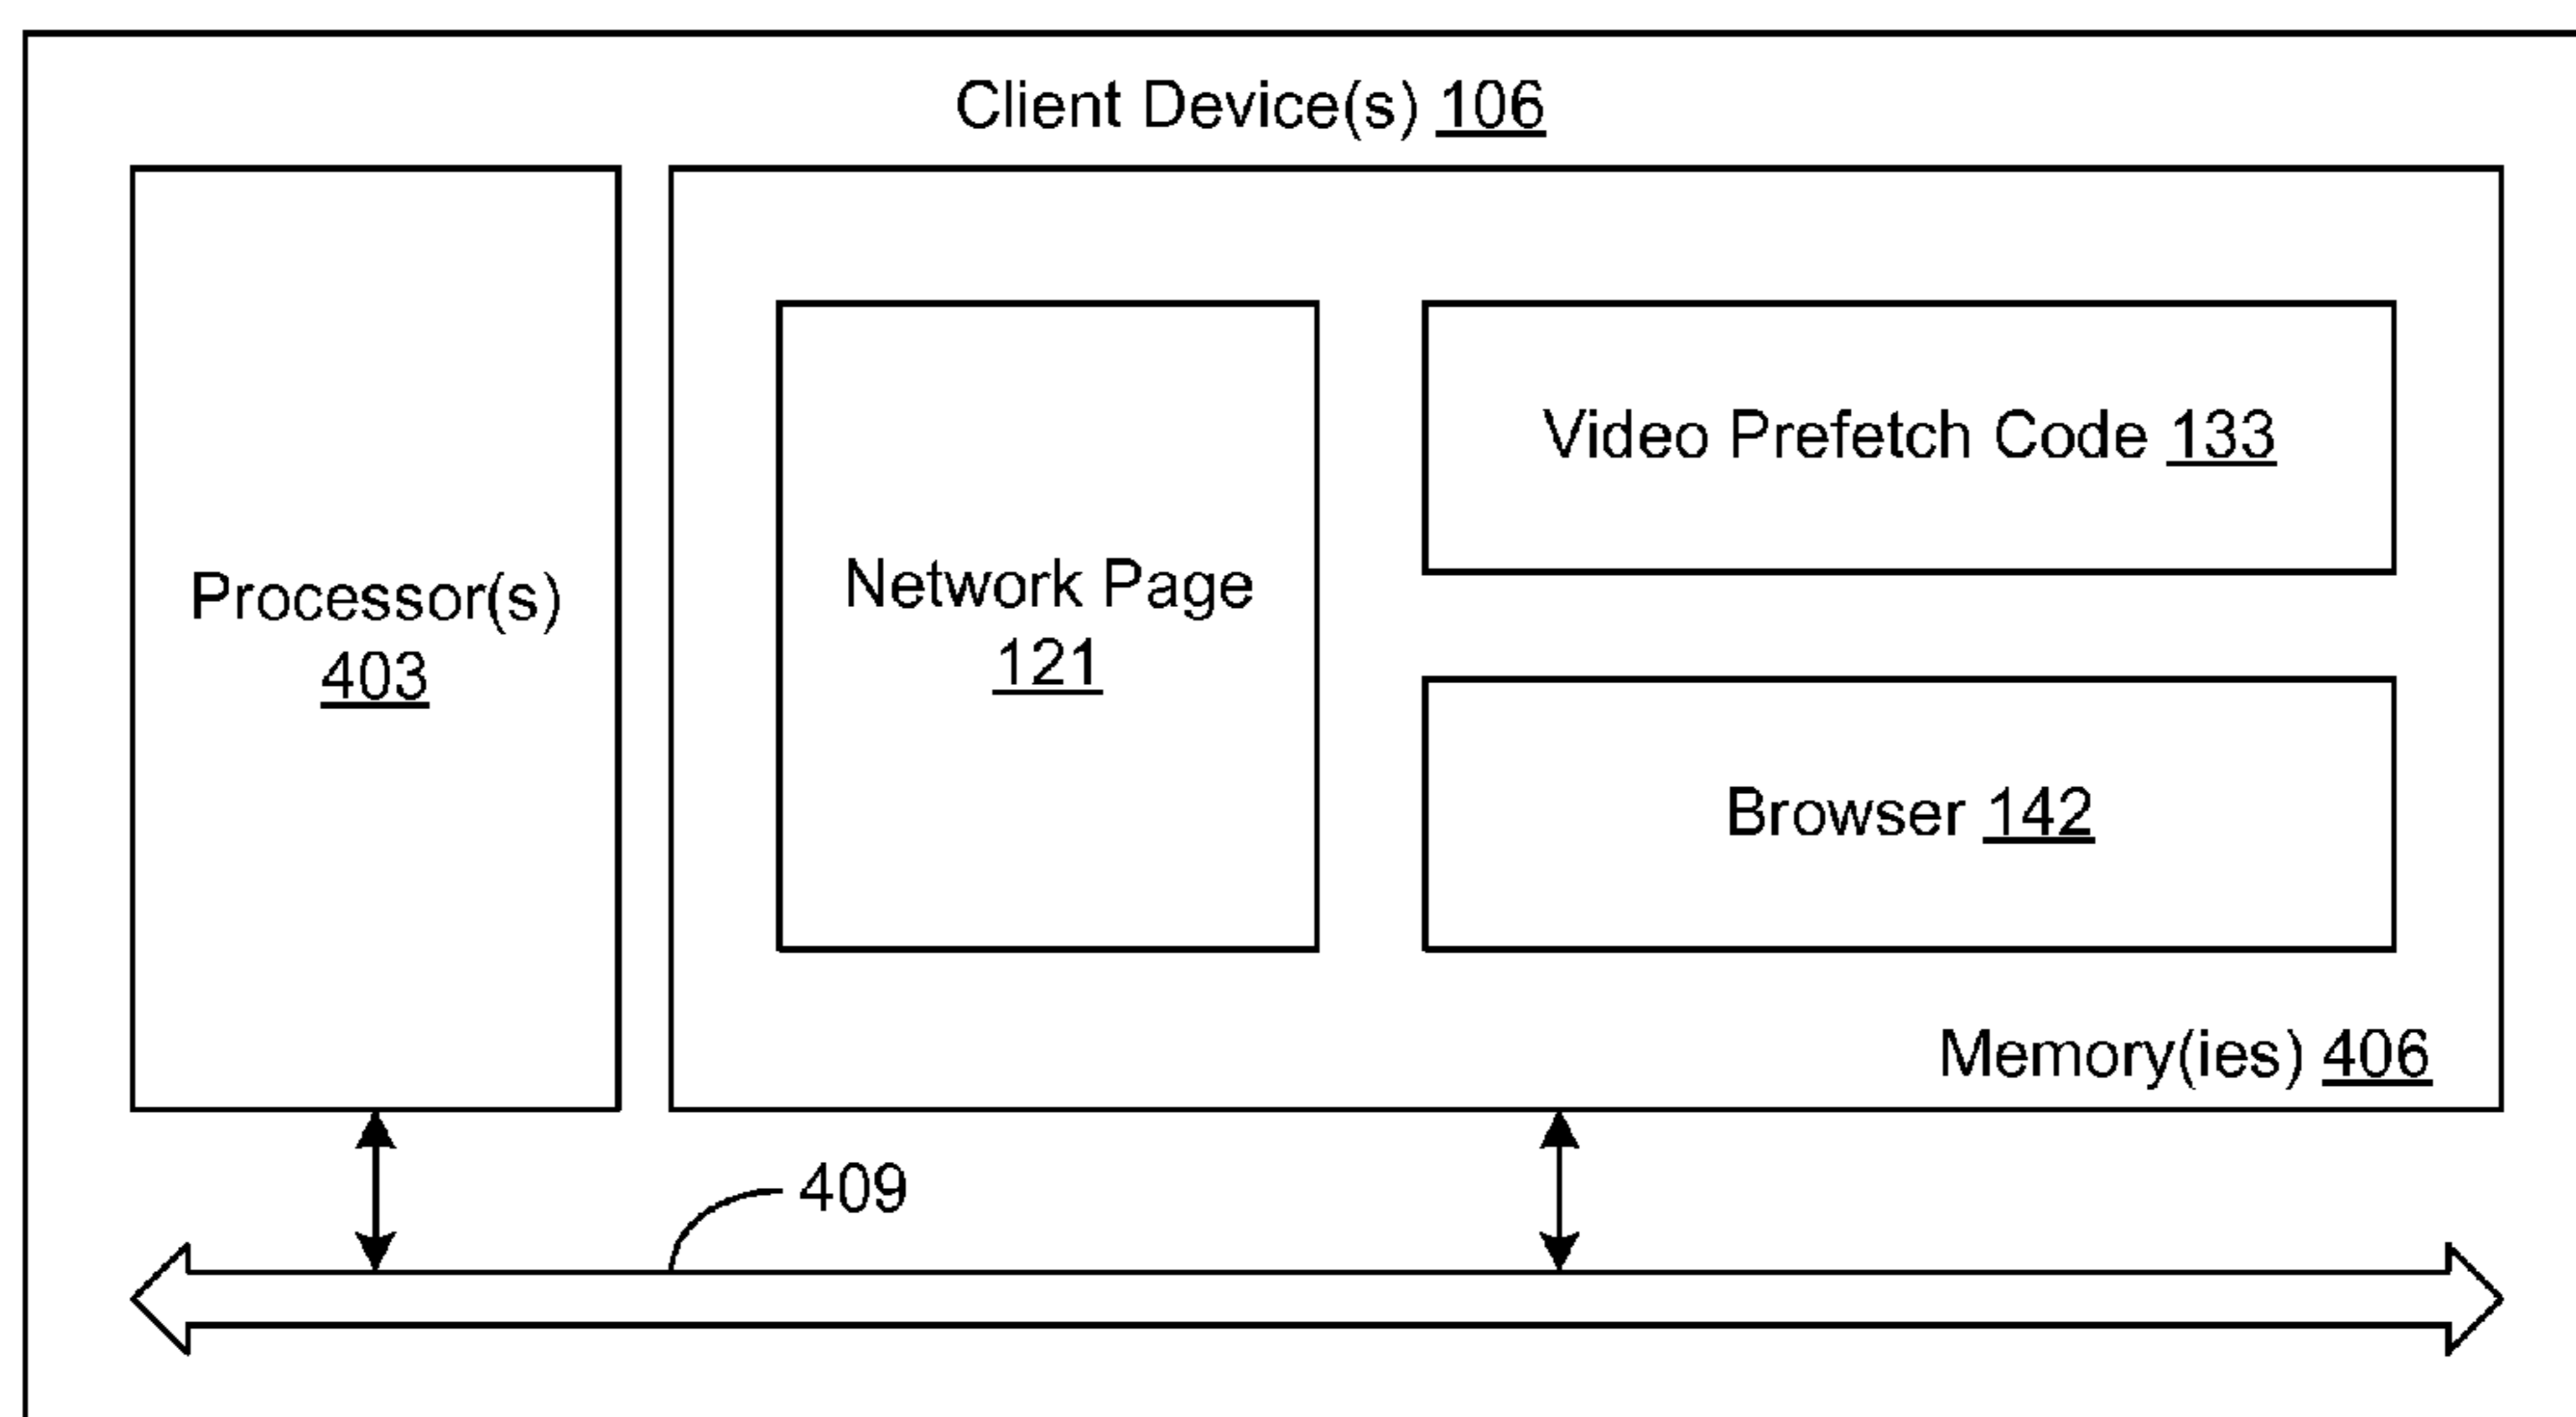 Client Device(s) 106
Processor(s)
403
Network Page
121
Video Prefetch Code 133
Browser 142
Memory(ies) 406
409